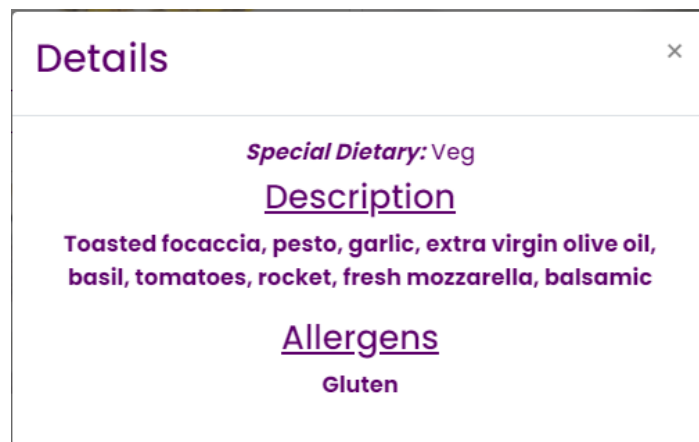 Details
×
Special Dietary: Veg
Description
Toasted focaccia, pesto, garlic, extra virgin olive oil,
basil, tomatoes, rocket, fresh mozzarella, balsamic
Allergens
Gluten